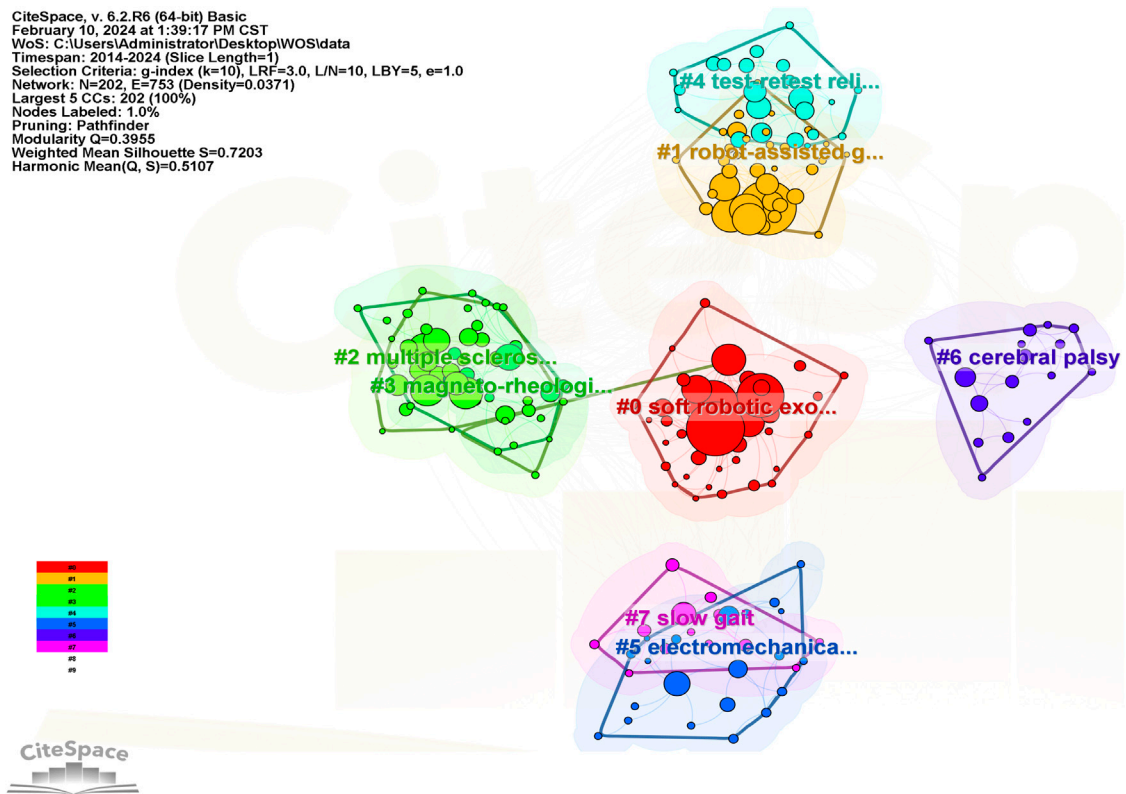 CiteSpace, v. 6.2.R6 (64-bit) Basic
February 10, 2024 at 1:39:17 PM CST
WoS: C:\Users\Administrator\Desktop\WOS\data
Timespan: 2014-2024 (Slice Length=1)
Selection Criteria: g-index (k=10), LRF=3.0, L/N=10, LBY=5, e=1.0
Network: N=202, E=753 (Density=0.0371)
Largest 5 CCs: 202 (100%)
Nodes Labeled: 1.0%
Pruning: Pathfinder
Modularity Q=0.3955
Weighted Mean Silhouette S=0.7203
Harmonic Mean(Q, S)=0.5107
#4 test-retest reli...
#1 robot-assisted g...
CiteSp
#2 multiple scleros...
#6 cerebral palsy
#3 magneto-rheologi...
#0 soft robotic exo...
#7 slow gait
#5 electromechanica...
#0
#1
#2
#3
#4
#5
#6
#7
#8
#9
CiteSpace